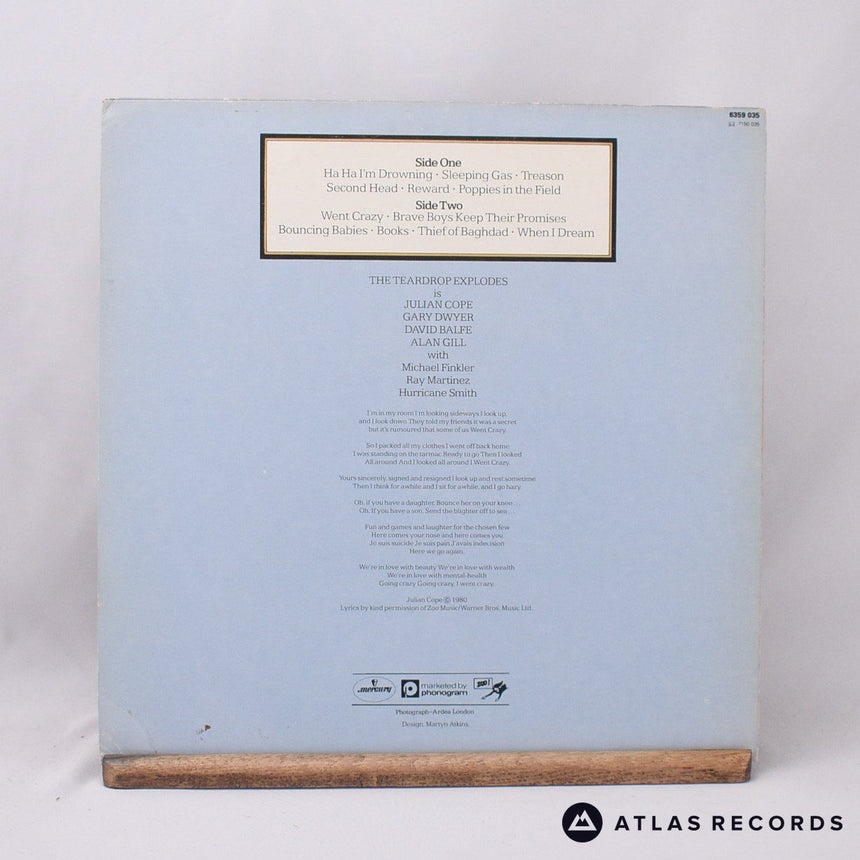 6359 035
7150 035
Side One
Ha Ha I'm Drowning · Sleeping Gas · Treason
Second Head · Reward · Poppies in the Field
Side Two
Went Crazy · Brave Boys Keep Their Promises
Bouncing Babies · Books · Thief of Baghdad · When I Dream
THE TEARDROP EXPLODES
is
JULIAN COPE
GARY DWYER
DAVID BALFE
ALAN GILL
with
Michael Finkler
Ray Martinez
Hurricane Smith
I'm in my room I'm looking sideways I look up,
and I look down They told my friends it was a secret
but it's rumoured that some of us Went Crazy.
So I packed all my clothes I went off back home
I was standing on the tarmac Ready to go Then I looked
All around And I looked all around I Went Crazy.
Yours sincerely, signed and resigned I look up and rest sometime
Then I think for awhile and I sit for awhile, and I go hazy.
Oh, if you have a daughter, Bounce her on your knee...
Oh, If you have a son, Send the blighter off to sea...
Fun and games and laughter for the chosen few
Here comes your nose and here comes you
Je suis suicide Je suis pain J'avais indecision
Here we go again.
We're in love with beauty We're in love with wealth
We're in love with mental-health
Going crazy Going crazy, I went crazy.
Julian Cope © 1980
Lyrics by kind permission of Zoo Music/Warner Bros. Music Ltd.
mercury
marketed by
phonogram
zoo!
Photograph–Ardea London
Design. Martyn Atkins.
ATLAS RECORDS